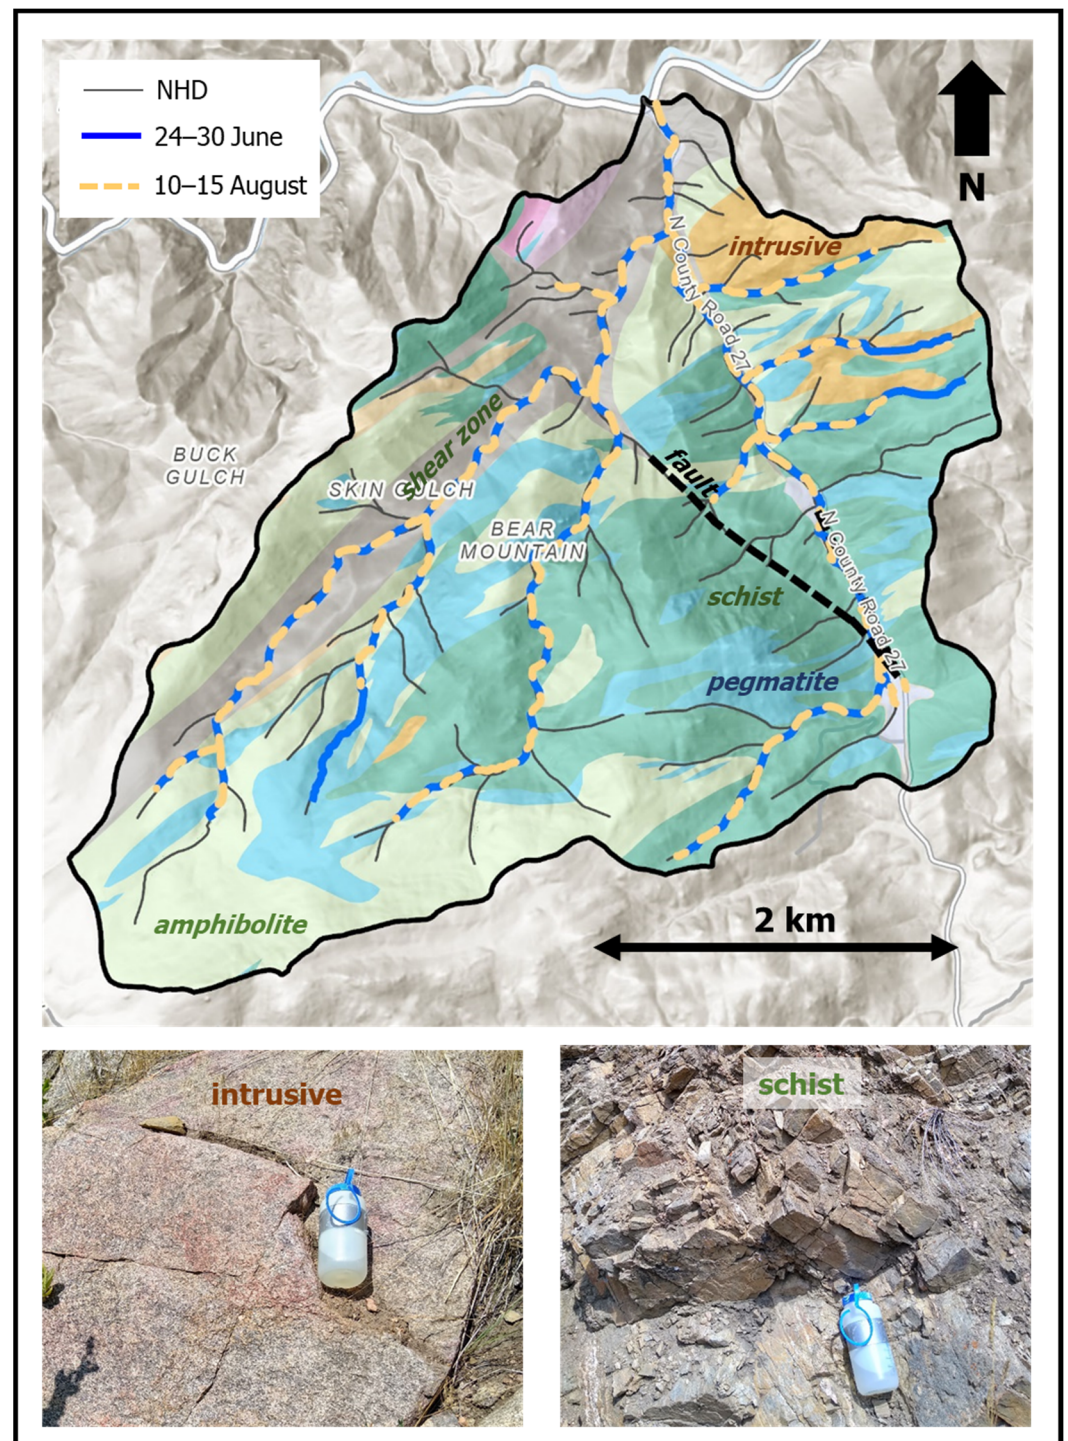 NHD
24–30 June
10–15 August
N
intrusive
N County Road 27
shear zone
BUCK
GULCH
SKIN GULCH
fault
BEAR
MOUNTAIN
N County Road 27
schist
pegmatite
amphibolite
2 km
intrusive
schist